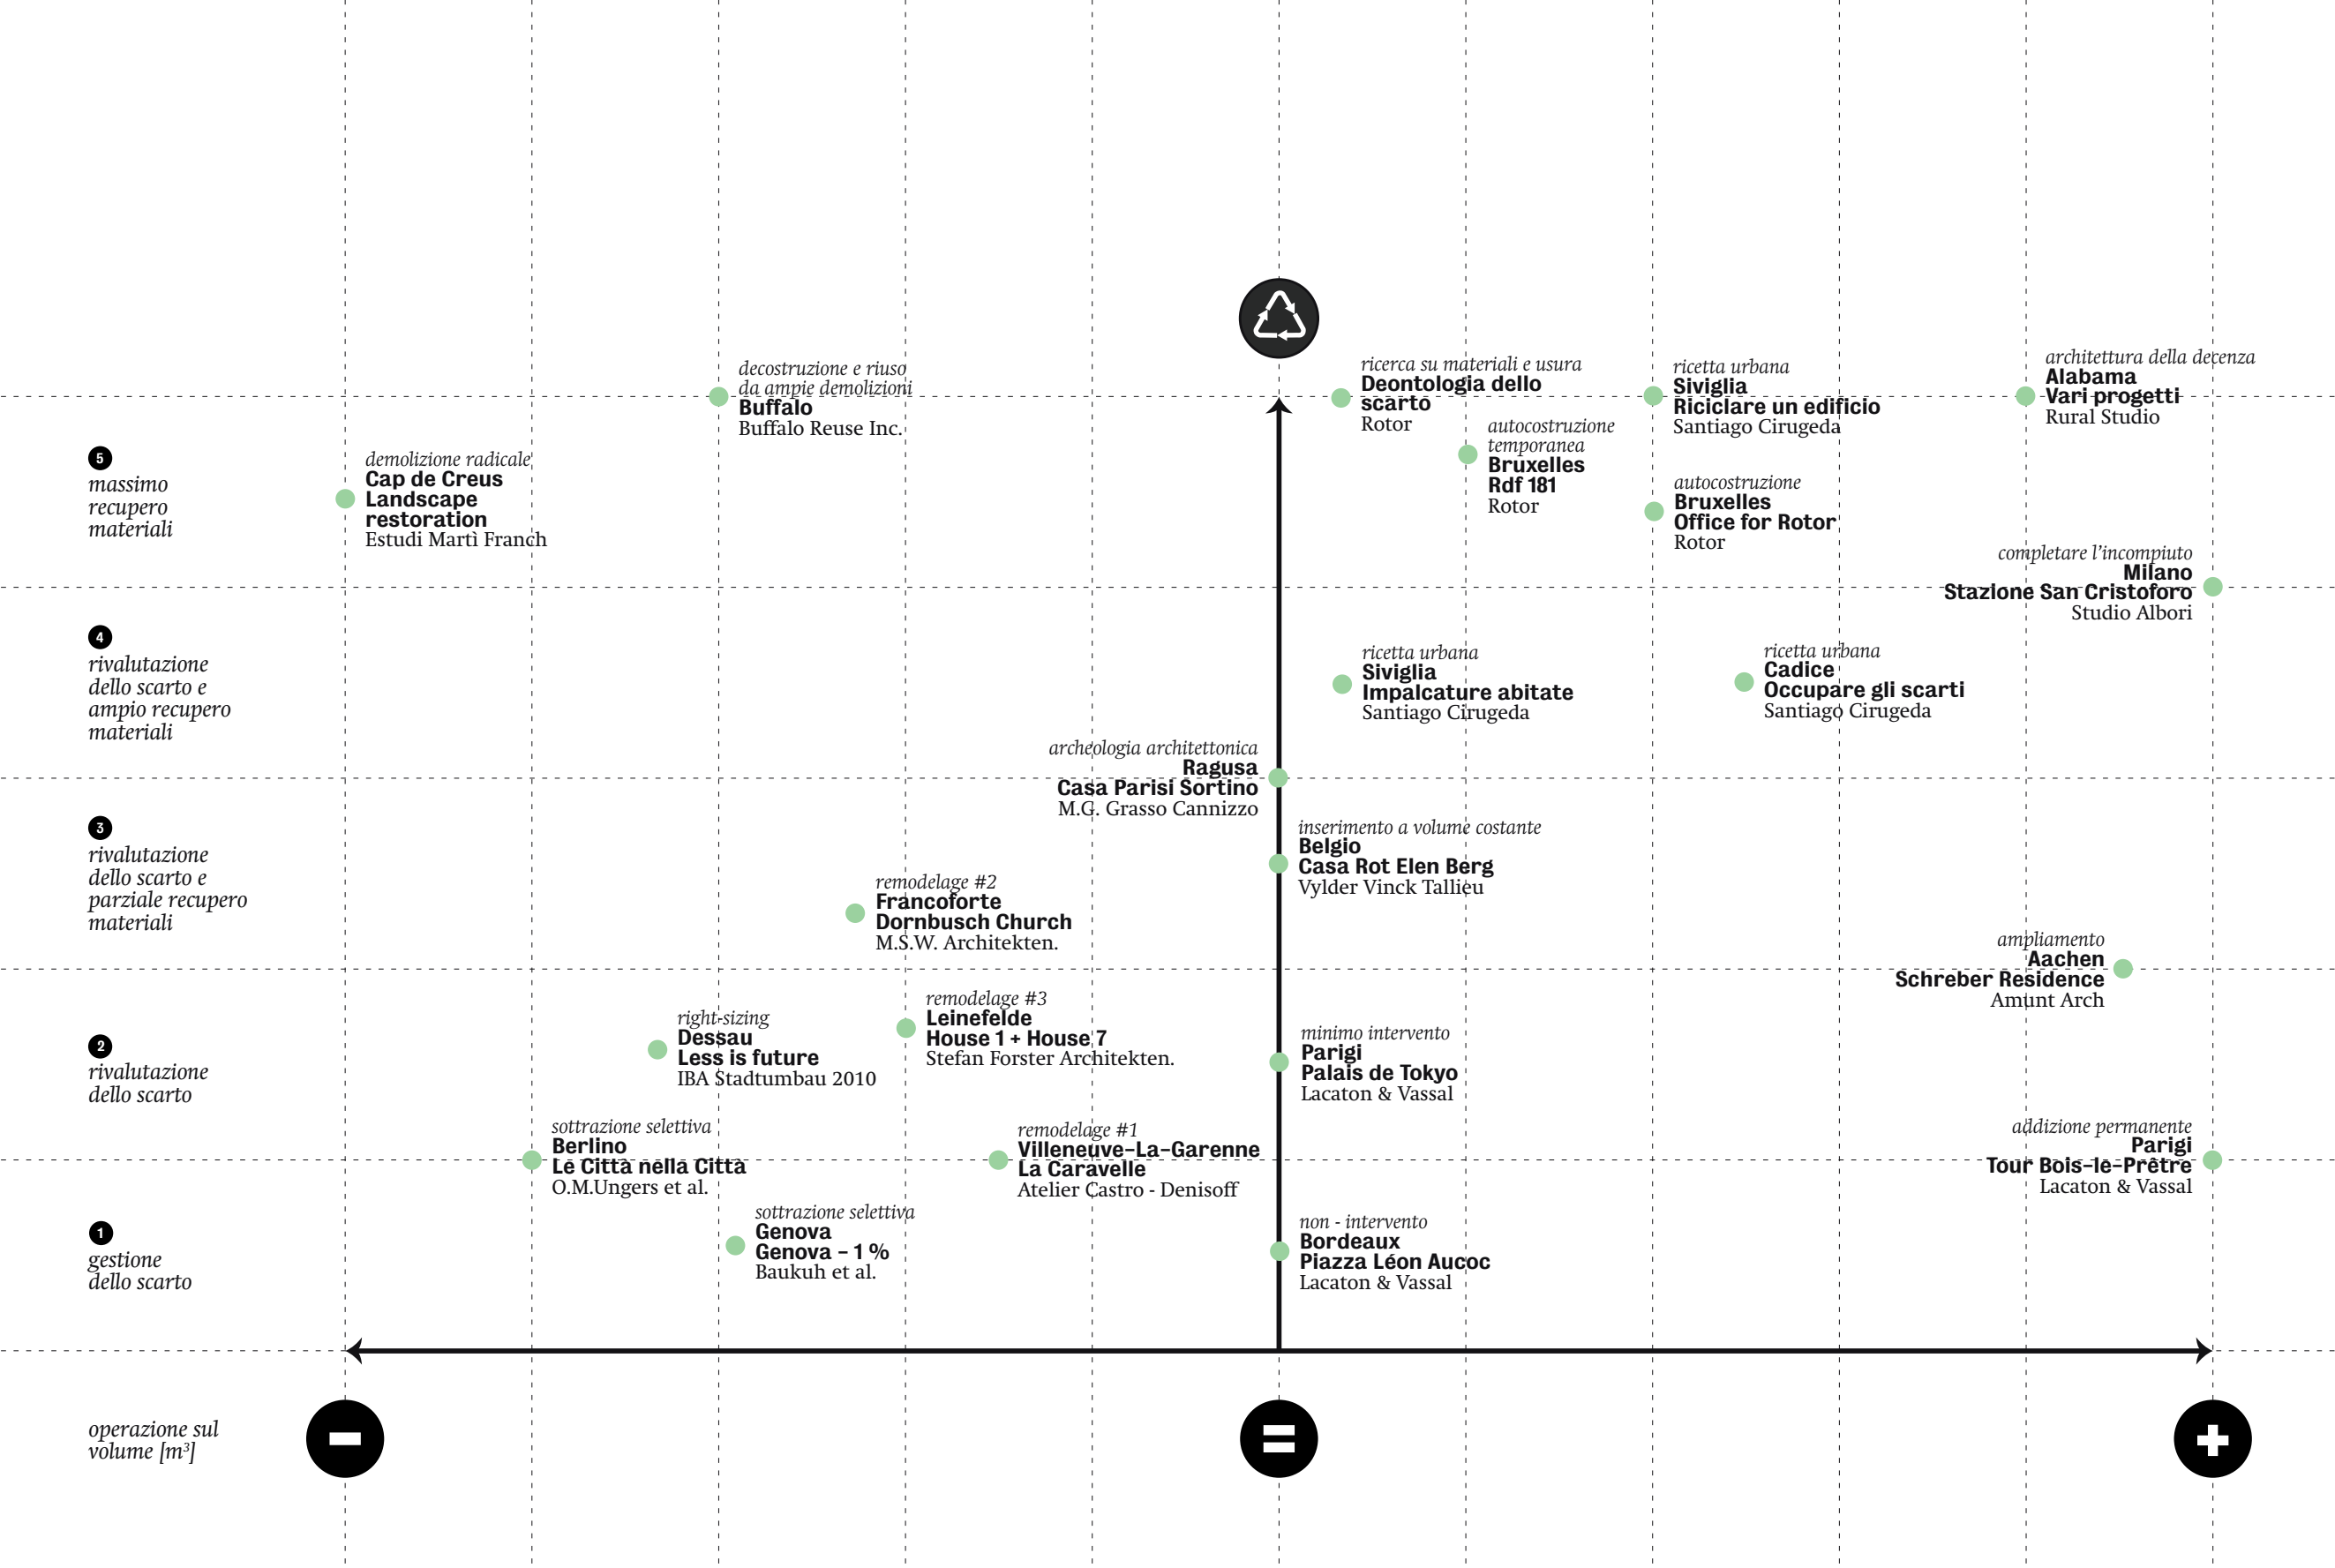 decostruzione e riuso
da ampie demolizioni
Buffalo
Buffalo Reuse Inc.
ricerca su materiali e usura
Deontologia dello
scarto
Rotor
ricetta urbana
Siviglia
Riciclare un edificio
Santiago Cirugeda
architettura della decenza
Alabama
Vari progetti
Rural Studio
5
massimo
recupero
materiali
demolizione radicale
Cap de Creus
Landscape
restoration
Estudi Martì Franch
autocostruzione
temporanea
Bruxelles
Rdf 181
Rotor
autocostruzione
Bruxelles
Office for Rotor
Rotor
completare l'incompiuto
Milano
Stazione San Cristoforo
Studio Albori
4
rivalutazione
dello scarto e
ampio recupero
materiali
ricetta urbana
Siviglia
Impalcature abitate
Santiago Cirugeda
ricetta urbana
Cadice
Occupare gli scarti
Santiago Cirugeda
archeologia architettonica
Ragusa
Casa Parisi Sortino
M.G. Grasso Cannizzo
3
rivalutazione
dello scarto e
parziale recupero
materiali
inserimento a volume costante
Belgio
Casa Rot Elen Berg
Vylder Vinck Tallieu
remodelage #2
Francoforte
Dornbusch Church
M.S.W. Architekten.
ampliamento
Aachen
Schreber Residence
Amunt Arch
2
rivalutazione
dello scarto
right-sizing
Dessau
Less is future
IBA Stadtumbau 2010
remodelage #3
Leinefelde
House 1 + House 7
Stefan Forster Architekten.
minimo intervento
Parigi
Palais de Tokyo
Lacaton & Vassal
sottrazione selettiva
Berlino
Le Città nella Città
O.M.Ungers et al.
remodelage #1
Villeneuve-La-Garenne
La Caravelle
Atelier Castro - Denisoff
addizione permanente
Parigi
Tour Bois-le-Prêtre
Lacaton & Vassal
1
gestione
dello scarto
sottrazione selettiva
Genova
Genova - 1 %
Baukuh et al.
non - intervento
Bordeaux
Piazza Léon Aucoc
Lacaton & Vassal
operazione sul
volume [m³]
− = +